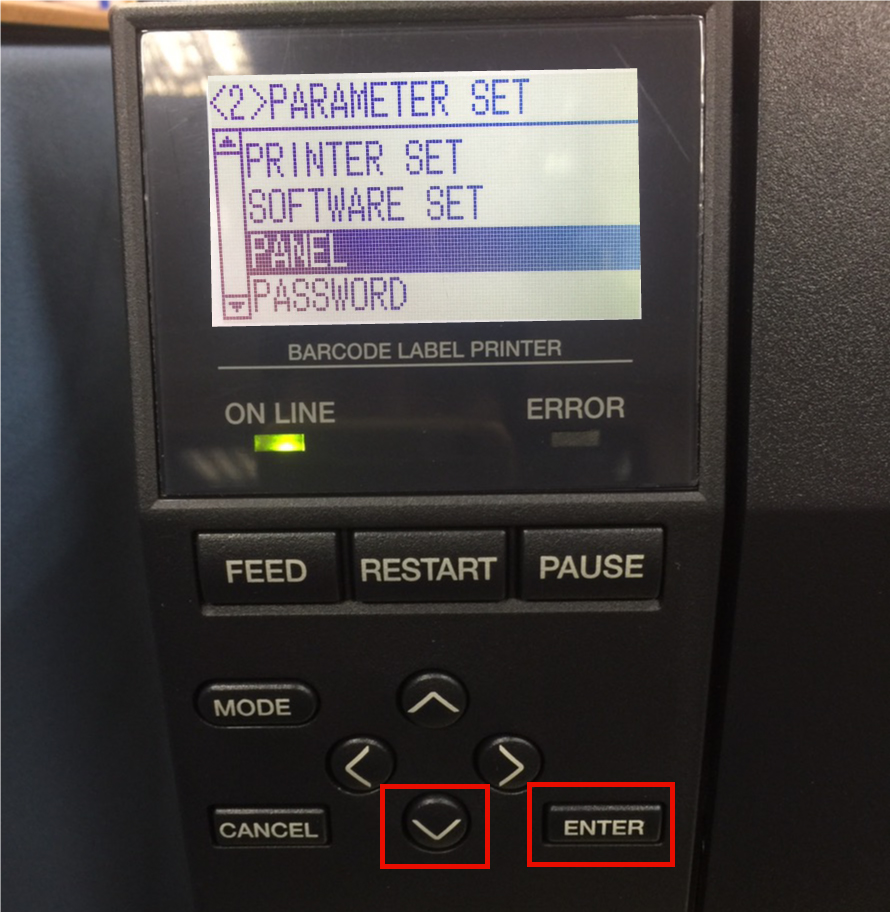 <2>PARAMETER SET
PRINTER SET
SOFTWARE SET
PANEL
PASSWORD
BARCODE LABEL PRINTER
ON LINE ERROR
FEED RESTART PAUSE
MODE
CANCEL ENTER